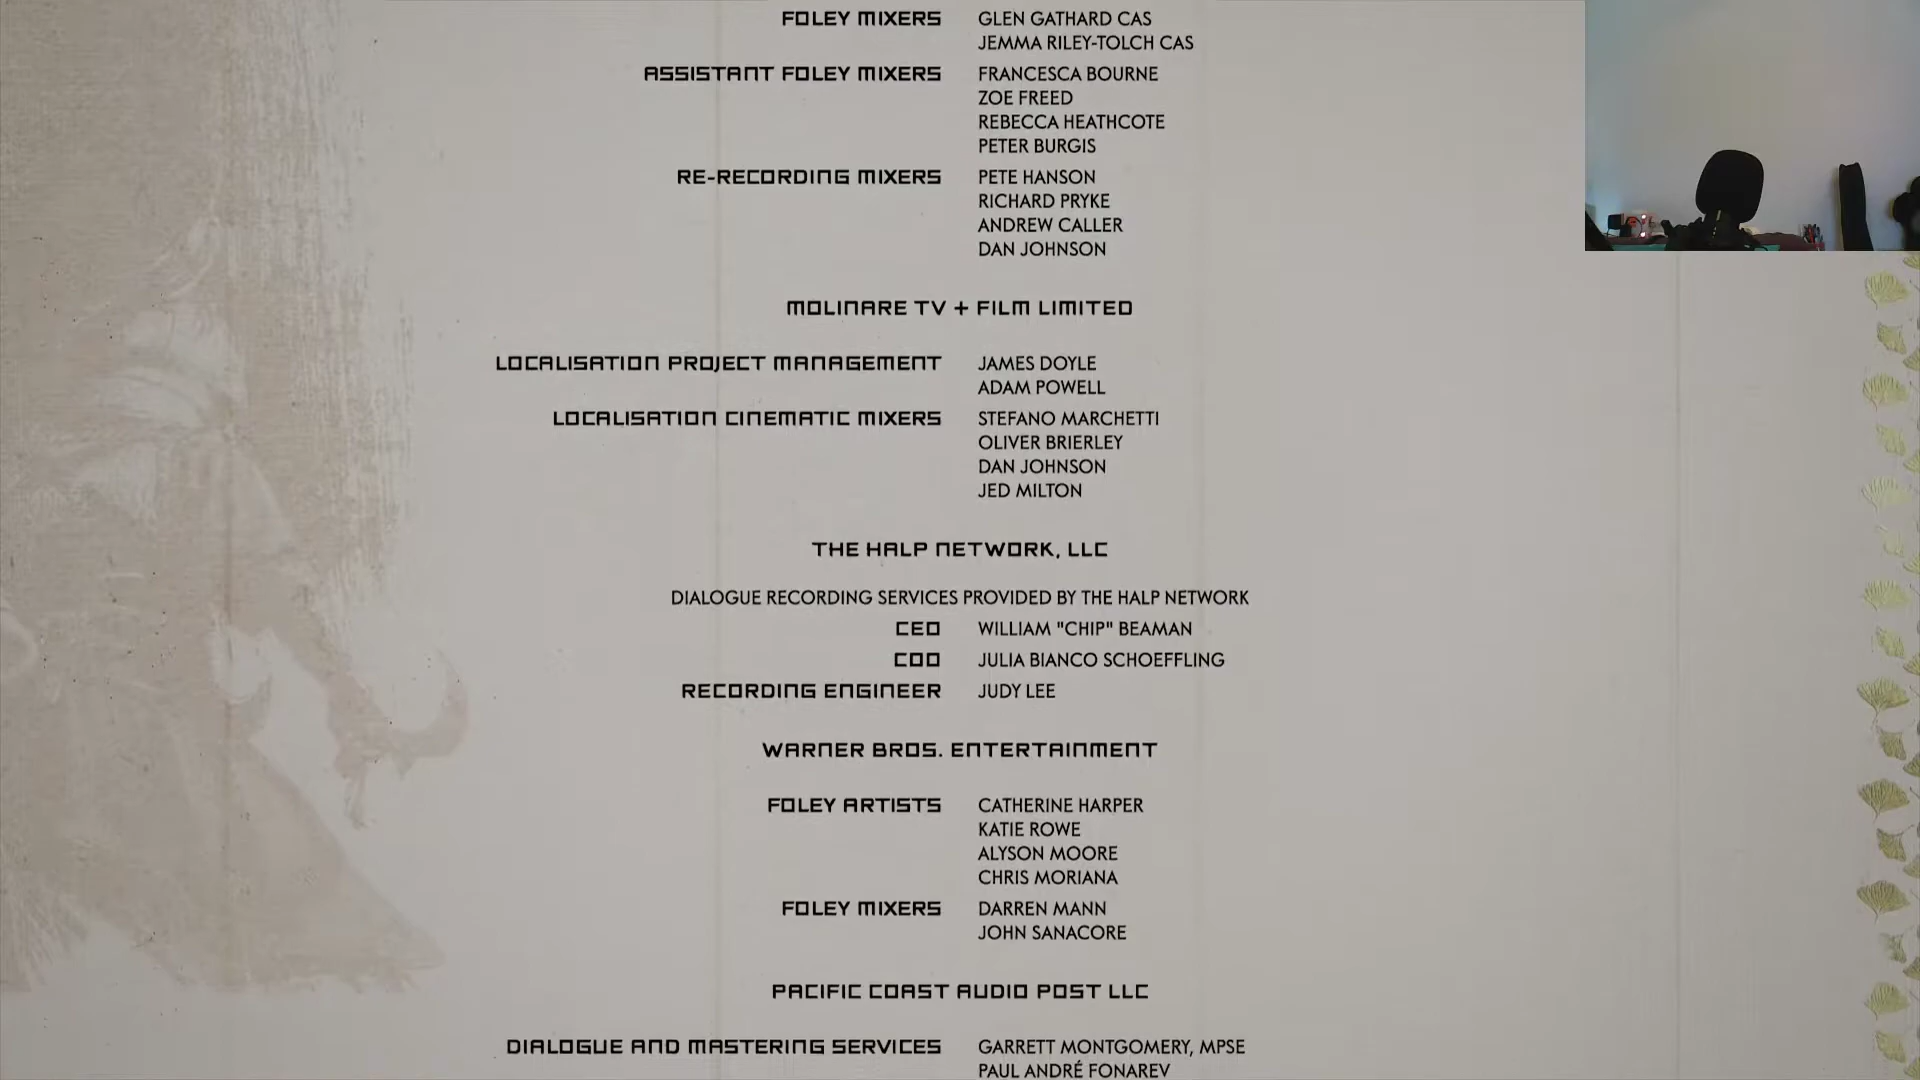 FOLEY MIXERS GLEN GATHARD CAS
JEMMA RILEY-TOLCH CAS
ASSISTANT FOLEY MIXERS FRANCESCA BOURNE
ZOE FREED
REBECCA HEATHCOTE
PETER BURGIS
RE-RECORDING MIXERS PETE HANSON
RICHARD PRYKE
ANDREW CALLER
DAN JOHNSON
MOLINARE TV + FILM LIMITED
LOCALISATION PROJECT MANAGEMENT JAMES DOYLE
ADAM POWELL
LOCALISATION CINEMATIC MIXERS STEFANO MARCHETTI
OLIVER BRIERLEY
DAN JOHNSON
JED MILTON
THE HALP NETWORK, LLC
DIALOGUE RECORDING SERVICES PROVIDED BY THE HALP NETWORK
CEO WILLIAM "CHIP" BEAMAN
COO JULIA BIANCO SCHOEFFLING
RECORDING ENGINEER JUDY LEE
WARNER BROS. ENTERTAINMENT
FOLEY ARTISTS CATHERINE HARPER
KATIE ROWE
ALYSON MOORE
CHRIS MORIANA
FOLEY MIXERS DARREN MANN
JOHN SANACORE
PACIFIC COAST AUDIO POST LLC
DIALOGUE AND MASTERING SERVICES GARRETT MONTGOMERY, MPSE
PAUL ANDRÉ FONAREV